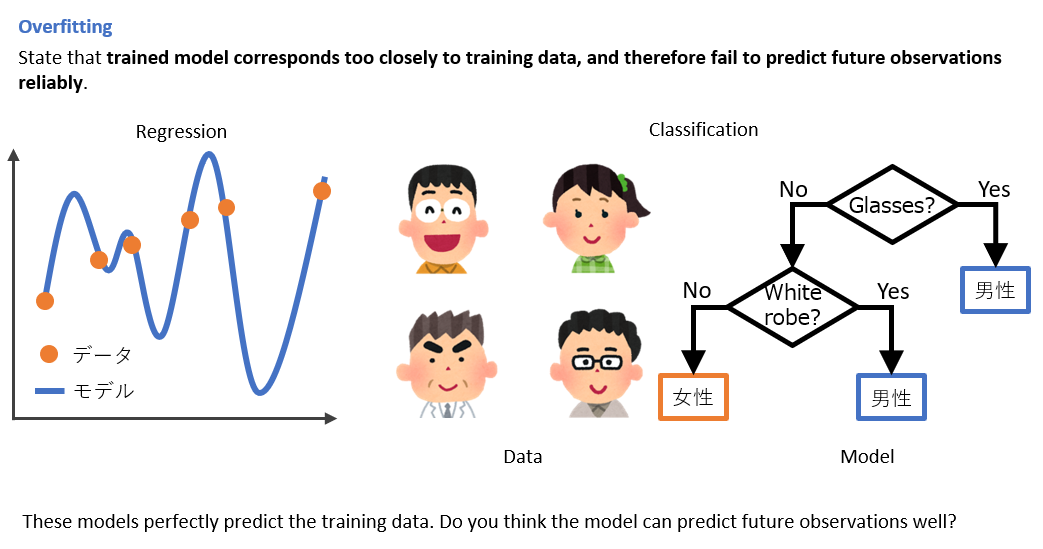 Overfitting
State that trained model corresponds too closely to training data, and therefore fail to predict future observations
reliably.
Regression
データ
モデル
Classification
Data
No
Glasses?
Yes
男性
No
White
robe?
Yes
女性
男性
Model
These models perfectly predict the training data. Do you think the model can predict future observations well?